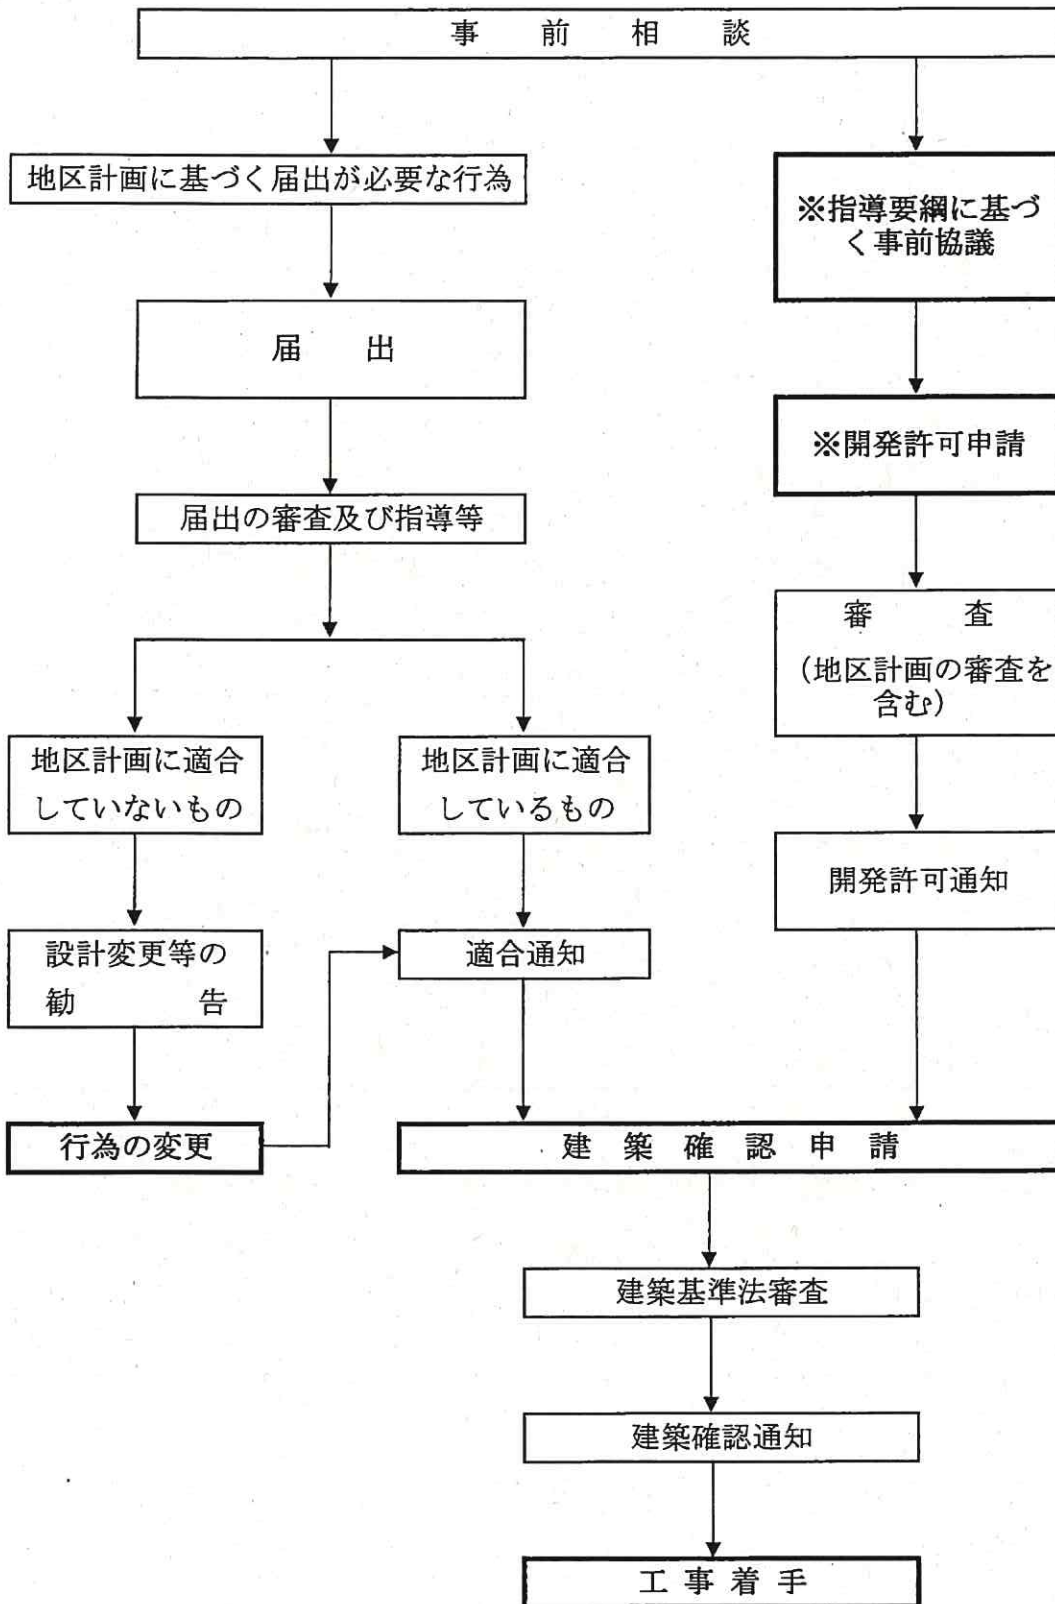 事前相談
地区計画に基づく届出が必要な行為
※指導要綱に基づ
く事前協議
届出
※開発許可申請
届出の審査及び指導等
審査
（地区計画の審査を
含む）
地区計画に適合
していないもの
地区計画に適合
しているもの
開発許可通知
設計変更等の
勧告
適合通知
行為の変更
建築確認申請
建築基準法審査
建築確認通知
工事着手